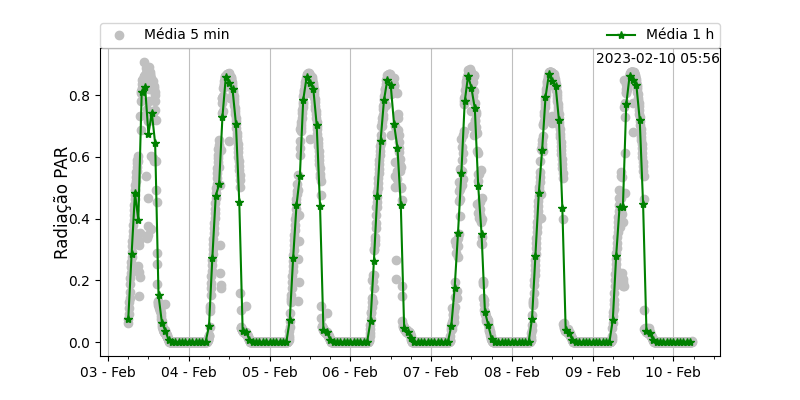 Média 5 min
Média 1 h
2023-02-10 05:56
Radiação PAR
0.8
0.6
0.4
0.2
0.0
03 - Feb
04 - Feb
05 - Feb
06 - Feb
07 - Feb
08 - Feb
09 - Feb
10 - Feb